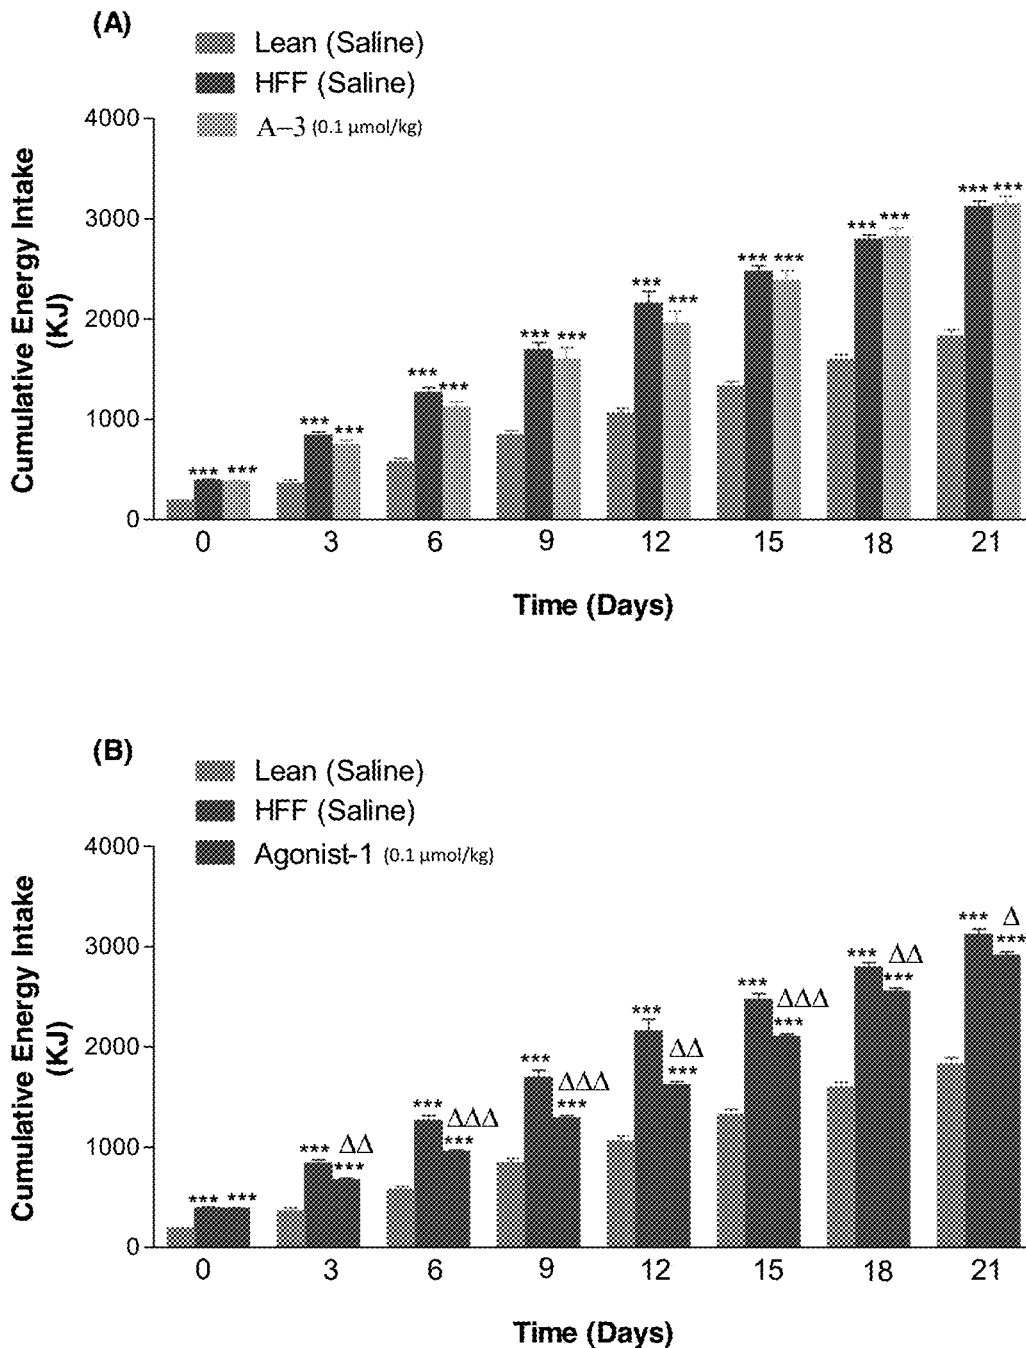 (A)
Lean (Saline)
HFF (Saline)
A–3 (0.1 μmol/kg)
Cumulative Energy Intake
(KJ)
4000
3000
2000
1000
0
*** ***
*** ***
*** ***
*** ***
*** ***
*** ***
*** ***
*** ***
0 3 6 9 12 15 18 21
Time (Days)
(B)
Lean (Saline)
HFF (Saline)
Agonist-1 (0.1 μmol/kg)
Cumulative Energy Intake
(KJ)
4000
3000
2000
1000
0
*** ***
*** ΔΔ ***
*** ΔΔΔ ***
*** ΔΔΔ ***
*** ΔΔ ***
*** ΔΔΔ ***
*** ΔΔ ***
*** Δ ***
0 3 6 9 12 15 18 21
Time (Days)